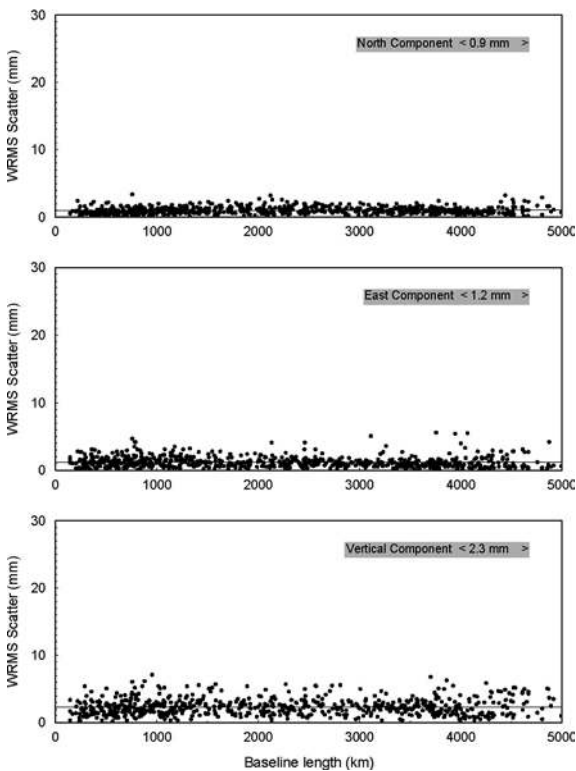 30
North Component < 0.9 mm >
20
WRMS Scatter (mm)
10
0
0 1000 2000 3000 4000 5000
30
East Component < 1.2 mm >
20
WRMS Scatter (mm)
10
0
0 1000 2000 3000 4000 5000
30
Vertical Component < 2.3 mm >
20
WRMS Scatter (mm)
10
0
0 1000 2000 3000 4000 5000
Baseline length (km)